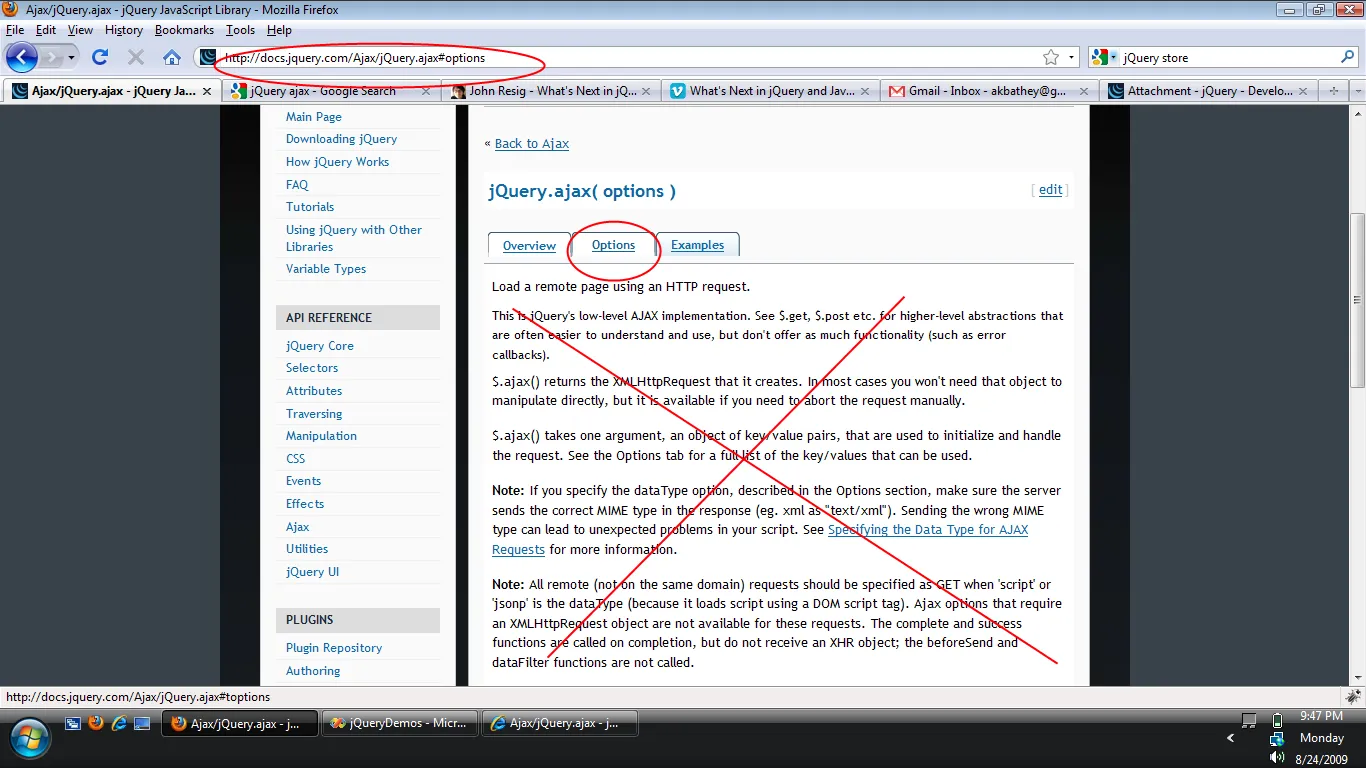 Ajax/jQuery.ajax - jQuery JavaScript Library - Mozilla Firefox
File Edit View History Bookmarks Tools Help
http://docs.jquery.com/Ajax/jQuery.ajax#options
jQuery store
Ajax/jQuery.ajax - jQuery Ja...
jQuery ajax - Google Search
John Resig - What's Next in jQ...
What's Next in jQuery and Jav...
Gmail - Inbox - akbathey@g...
Attachment - jQuery - Develo...
Main Page
Downloading jQuery
How jQuery Works
FAQ
Tutorials
Using jQuery with Other
Libraries
Variable Types
API REFERENCE
jQuery Core
Selectors
Attributes
Traversing
Manipulation
CSS
Events
Effects
Ajax
Utilities
jQuery UI
PLUGINS
Plugin Repository
Authoring
« Back to Ajax
jQuery.ajax( options )
[ edit ]
Overview Options Examples
Load a remote page using an HTTP request.
This is jQuery's low-level AJAX implementation. See $.get, $.post etc. for higher-level abstractions that
are often easier to understand and use, but don't offer as much functionality (such as error
callbacks).
$.ajax() returns the XMLHttpRequest that it creates. In most cases you won't need that object to
manipulate directly, but it is available if you need to abort the request manually.
$.ajax() takes one argument, an object of key/value pairs, that are used to initialize and handle
the request. See the Options tab for a full list of the key/values that can be used.
Note: If you specify the dataType option, described in the Options section, make sure the server
sends the correct MIME type in the response (eg. xml as "text/xml"). Sending the wrong MIME
type can lead to unexpected problems in your script. See Specifying the Data Type for AJAX
Requests for more information.
Note: All remote (not on the same domain) requests should be specified as GET when 'script' or
'jsonp' is the dataType (because it loads script using a DOM script tag). Ajax options that require
an XMLHttpRequest object are not available for these requests. The complete and success
functions are called on completion, but do not receive an XHR object; the beforeSend and
dataFilter functions are not called.
http://docs.jquery.com/Ajax/jQuery.ajax#toptions
Ajax/jQuery.ajax - j...
jQueryDemos - Micr...
Ajax/jQuery.ajax - j...
9:47 PM
Monday
8/24/2009